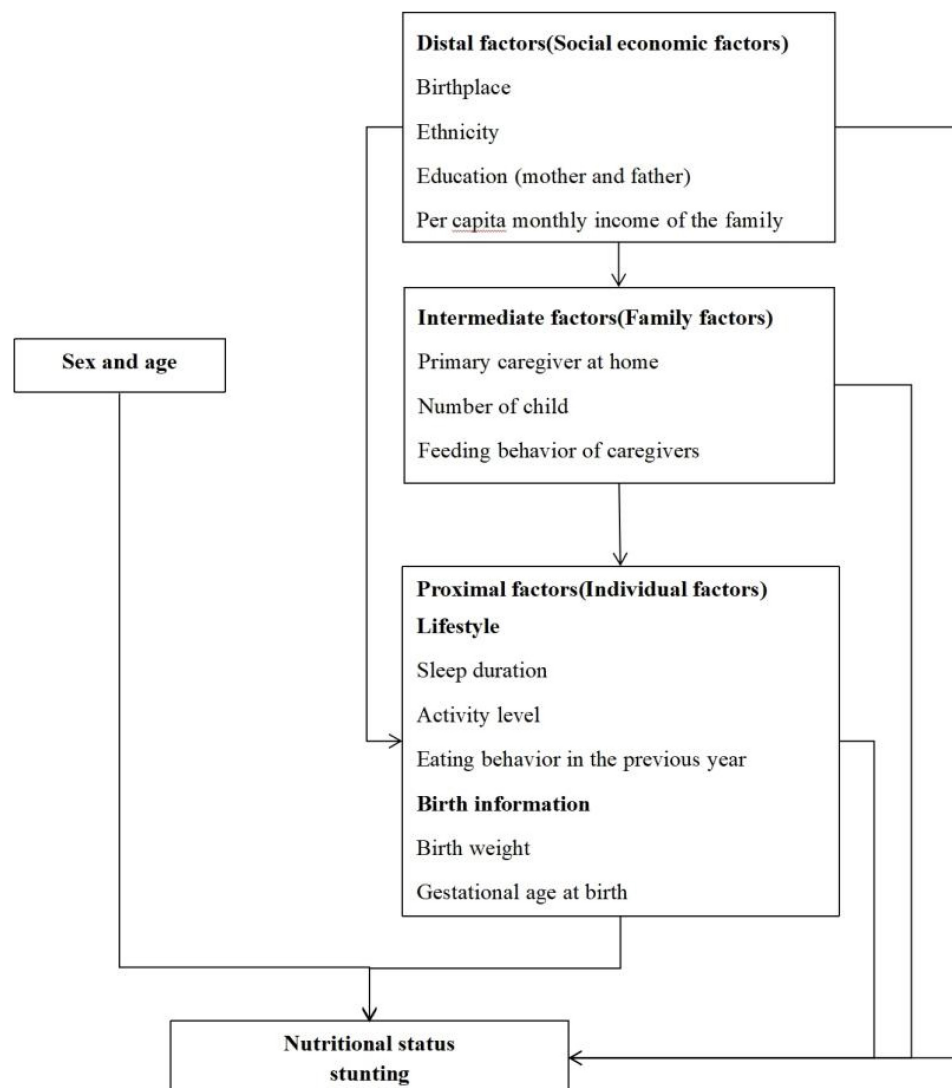 Distal factors(Social economic factors)
Birthplace
Ethnicity
Education (mother and father)
Per capita monthly income of the family
Intermediate factors(Family factors)
Primary caregiver at home
Number of child
Feeding behavior of caregivers
Sex and age
Proximal factors(Individual factors)
Lifestyle
Sleep duration
Activity level
Eating behavior in the previous year
Birth information
Birth weight
Gestational age at birth
Nutritional status
stunting